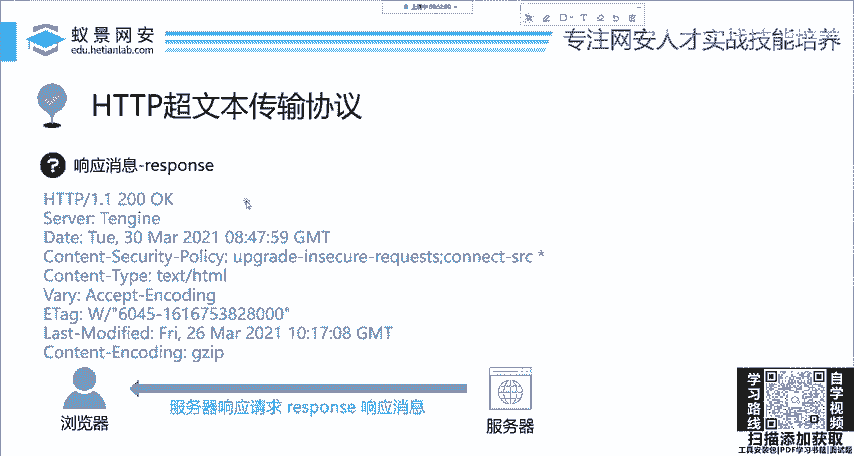 蚁景网安
edu.hetianlab.com
专注网安人才实战技能培养
HTTP超文本传输协议
? 响应消息-response
HTTP/1.1 200 OK
Server: Tengine
Date: Tue, 30 Mar 2021 08:47:59 GMT
Content-Security-Policy: upgrade-insecure-requests;connect-src *
Content-Type: text/html
Vary: Accept-Encoding
ETag: W/"6045-1616753828000"
Last-Modified: Fri, 26 Mar 2021 10:17:08 GMT
Content-Encoding: gzip
服务器响应请求 response 响应消息
浏览器
服务器
学习路线
自学视频
扫描添加获取
工具安装包|PDF学习书籍|面试题